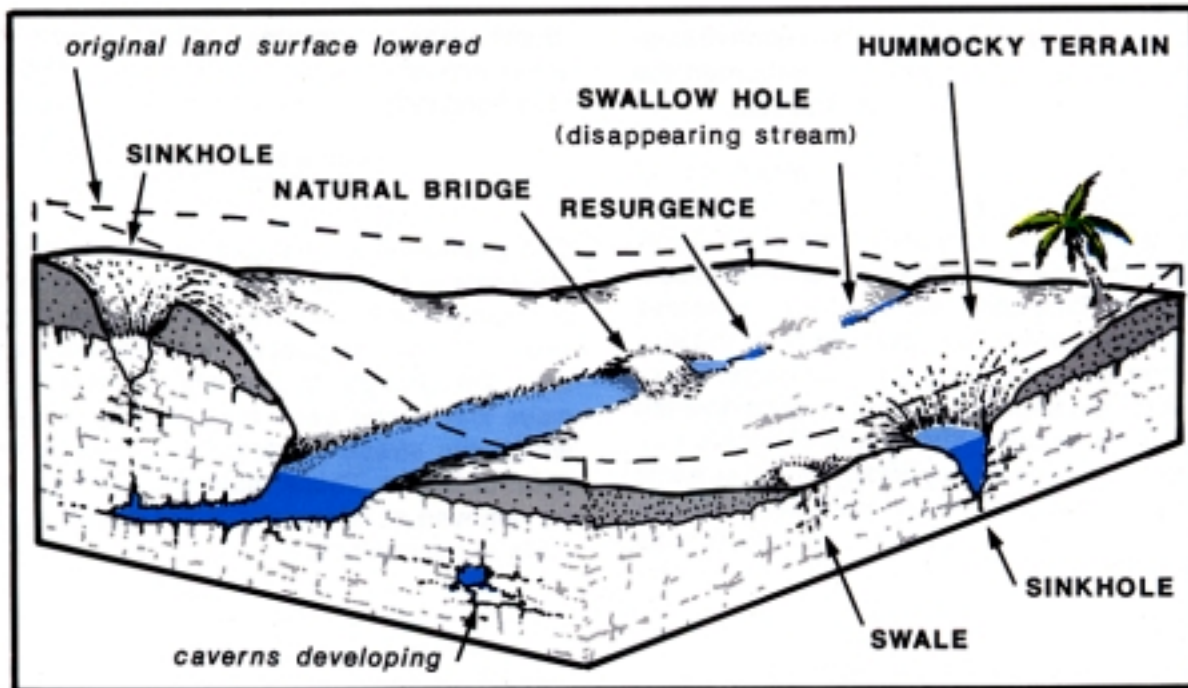 original land surface lowered
HUMMOCKY TERRAIN
SWALLOW HOLE
(disappearing stream)
SINKHOLE
NATURAL BRIDGE
RESURGENCE
SINKHOLE
SWALE
caverns developing